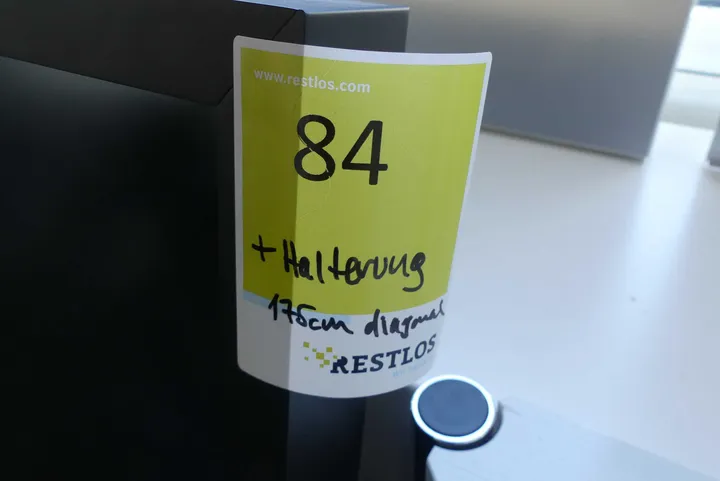 www.restlos.com
84
+ Halterung
175cm diagonal
RESTLOS